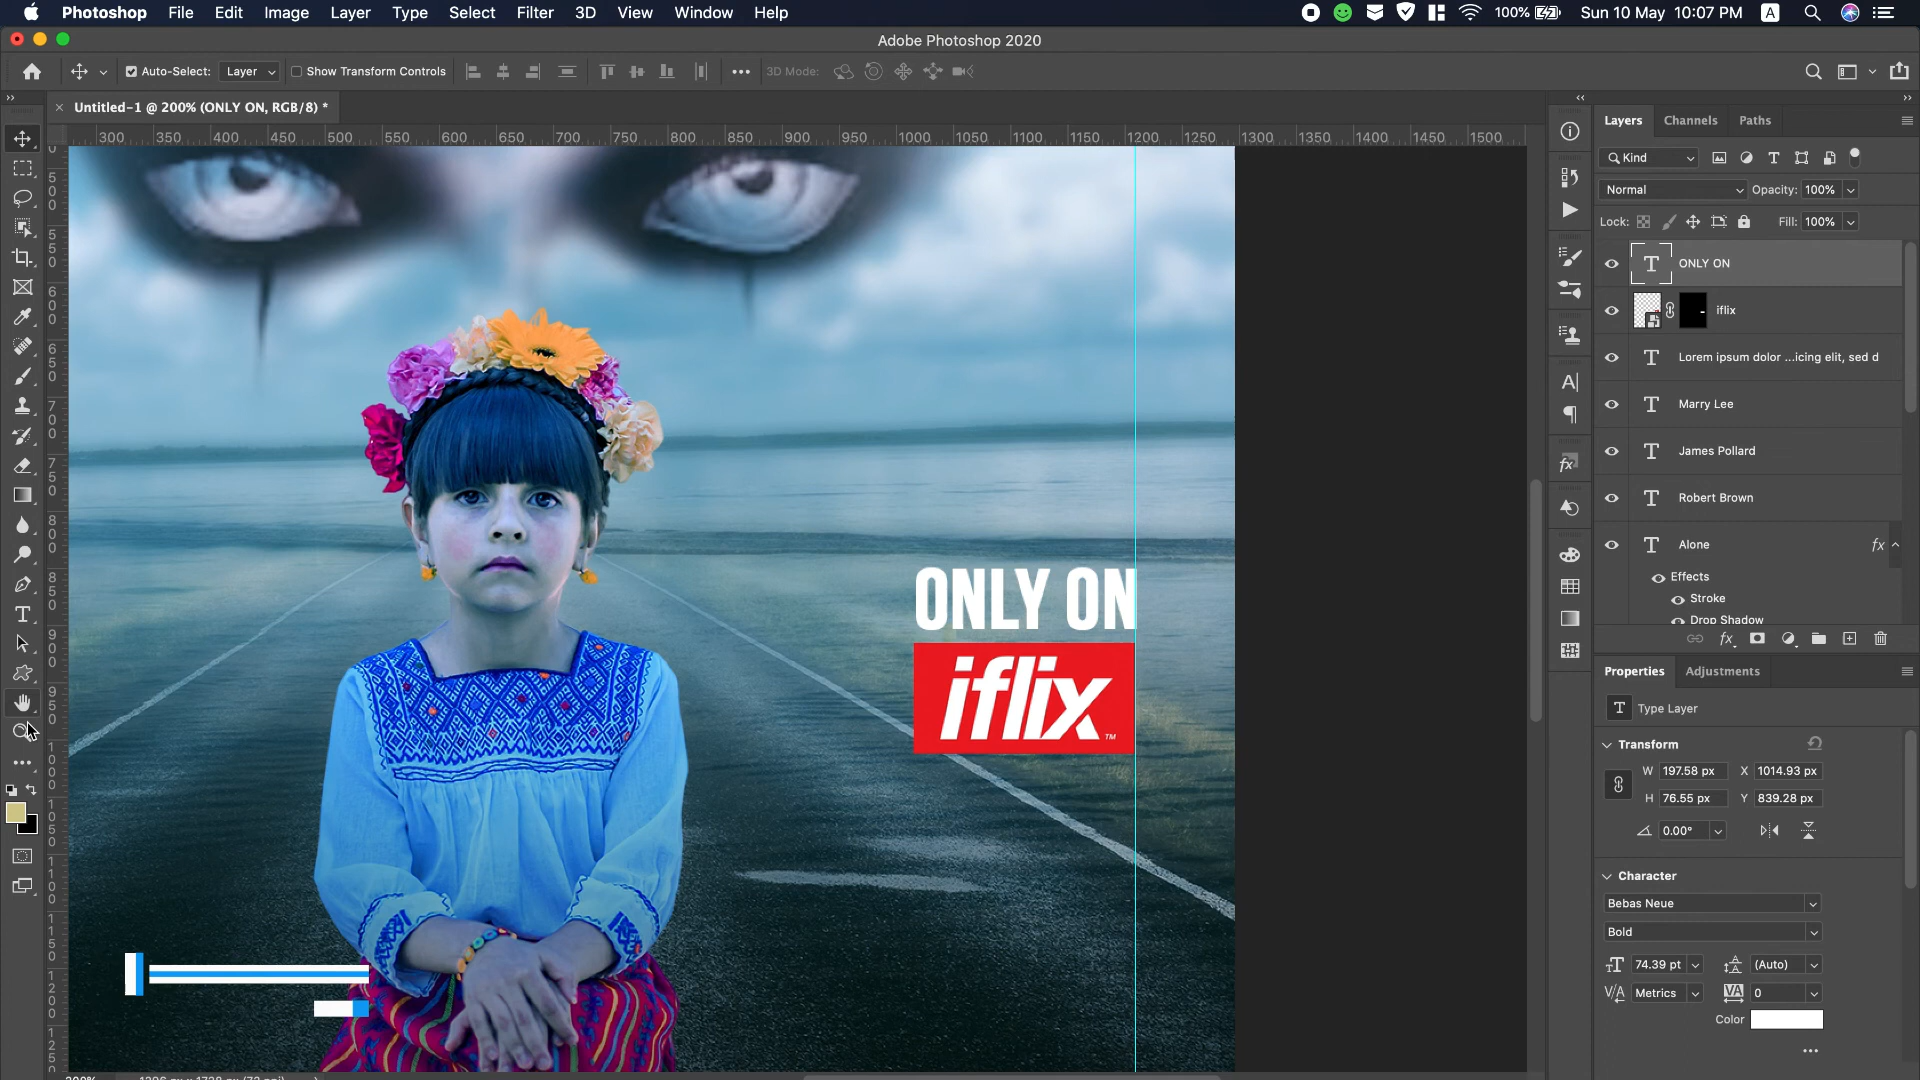 Photoshop File Edit Image Layer Type Select Filter 3D View Window Help 100% Sun 10 May 10:07 PM A
Adobe Photoshop 2020
Auto-Select: Layer Show Transform Controls 3D Mode:
Untitled-1 @ 200% (ONLY ON, RGB/8) *
300 350 400 450 500 550 600 650 700 750 800 850 900 950 1000 1050 1100 1150 1200 1250 1300 1350 1400 1450 1500
ONLY ON
iflix
TM
Layers Channels Paths
Kind
Normal Opacity: 100%
Lock: Fill: 100%
ONLY ON
iflix
Lorem ipsum dolor ...icing elit, sed d
Marry Lee
James Pollard
Robert Brown
Alone fx
Effects
Stroke
Drop Shadow
Properties Adjustments
Type Layer
Transform
W 197.58 px X 1014.93 px
H 76.55 px Y 839.28 px
0.00°
Character
Bebas Neue
Bold
74.39 pt (Auto)
Metrics 0
Color